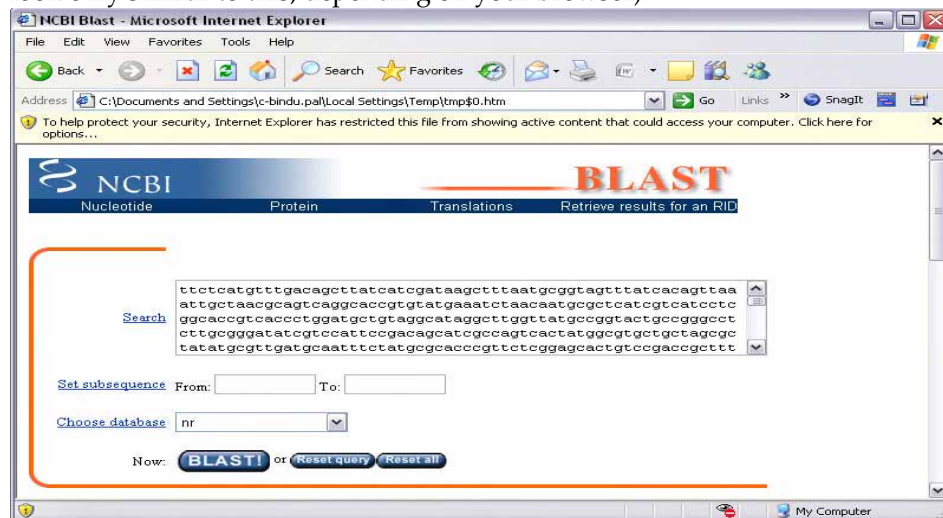 NCBI Blast - Microsoft Internet Explorer
File Edit View Favorites Tools Help
Back Search Favorites
Address C:\Documents and Settings\c-bindu.pal\Local Settings\Temp\tmp$0.htm Go Links » SnagIt
To help protect your security, Internet Explorer has restricted this file from showing active content that could access your computer. Click here for
options...
NCBI BLAST
Nucleotide Protein Translations Retrieve results for an RID
ttctcatgtttgacagcttatcatcgataagctttaatgcggtagtttatcacagttaa
attgctaacgcagtcaggcaccgtgtatgaaatctaacaatgcgctcatcgtcatcctc
Search ggcaccgtcaccctggatgctgtaggcataggcttggttatgccggtactgccgggcct
cttgcgggatatcgtccattccgacagcatcgccagtcactatggcgtgctgctagcgc
tatatgcgttgatgcaatttctatgcgcacccgttctcggagcactgtccgaccgcttt
Set subsequence From: To:
Choose database nr
Now: BLAST! or Reset query Reset all
My Computer